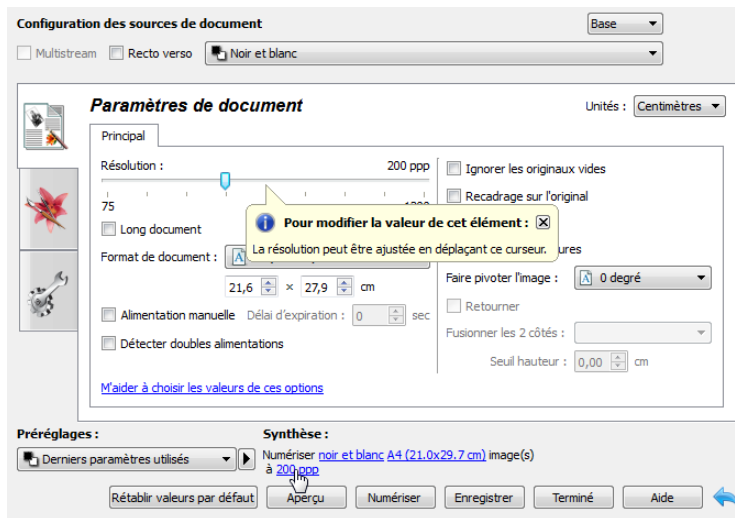 Configuration des sources de document
Base
Multistream
Recto verso
Noir et blanc
Paramètres de document
Unités :
Centimètres
Principal
Résolution :
200 ppp
75
Ignorer les originaux vides
Recadrage sur l'original
Pour modifier la valeur de cet élément :
La résolution peut être ajustée en déplaçant ce curseur.
Long document
Format de document :
21,6 × 27,9 cm
Faire pivoter l'image :
0 degré
Alimentation manuelle
Délai d'expiration :
0
sec
Retourner
Détecter doubles alimentations
Fusionner les 2 côtés :
Seuil hauteur :
0,00
cm
M'aider à choisir les valeurs de ces options
Préréglages :
Synthèse :
Derniers paramètres utilisés
Numériser noir et blanc A4 (21.0x29.7 cm) image(s)
à 200 ppp
Rétablir valeurs par défaut
Aperçu
Numériser
Enregistrer
Terminé
Aide